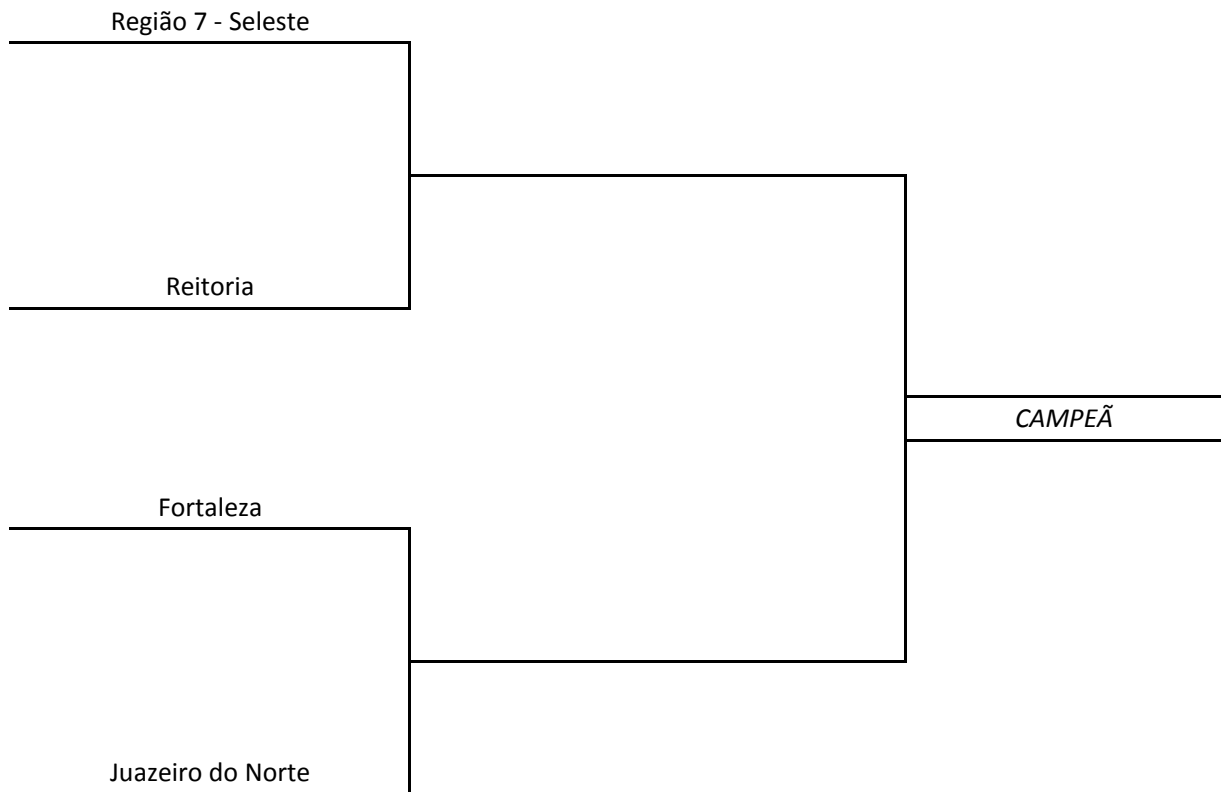 Região 7 - Seleste
Reitoria
CAMPEÃ
Fortaleza
Juazeiro do Norte